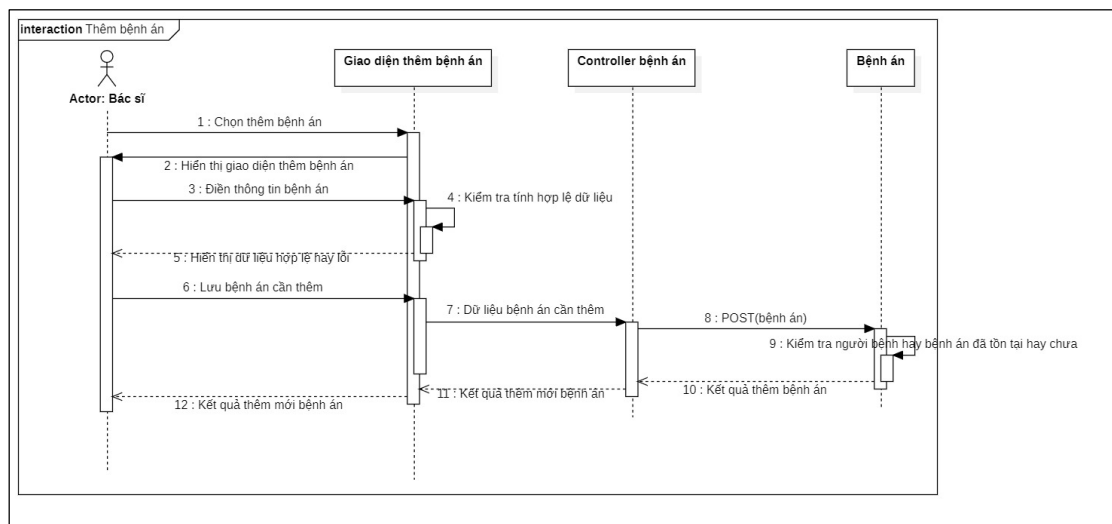 interaction Thêm bệnh án
Actor: Bác sĩ
Giao diện thêm bệnh án
Controller bệnh án
Bệnh án
1 : Chọn thêm bệnh án
2 : Hiển thị giao diện thêm bệnh án
3 : Điền thông tin bệnh án
4 : Kiểm tra tính hợp lệ dữ liệu
5 : Hiển thị dữ liệu hợp lệ hay lỗi
6 : Lưu bệnh án cần thêm
7 : Dữ liệu bệnh án cần thêm
8 : POST(bệnh án)
9 : Kiểm tra người bệnh hay bệnh án đã tồn tại hay chưa
10 : Kết quả thêm bệnh án
11 : Kết quả thêm mới bệnh án
12 : Kết quả thêm mới bệnh án